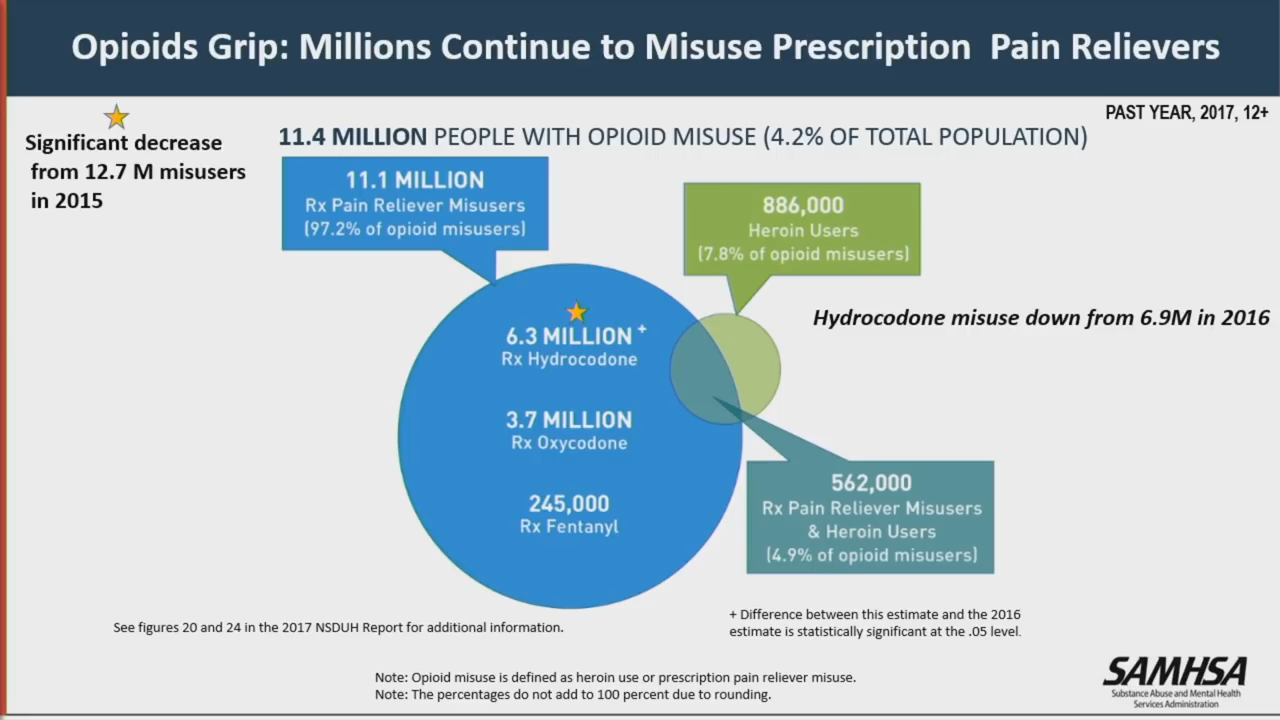 Opioids Grip: Millions Continue to Misuse Prescription Pain Relievers
PAST YEAR, 2017, 12+
Significant decrease
from 12.7 M misusers
in 2015
11.4 MILLION PEOPLE WITH OPIOID MISUSE (4.2% OF TOTAL POPULATION)
11.1 MILLION
Rx Pain Reliever Misusers
(97.2% of opioid misusers)
886,000
Heroin Users
(7.8% of opioid misusers)
Hydrocodone misuse down from 6.9M in 2016
6.3 MILLION +
Rx Hydrocodone
3.7 MILLION
Rx Oxycodone
245,000
Rx Fentanyl
562,000
Rx Pain Reliever Misusers
& Heroin Users
(4.9% of opioid misusers)
See figures 20 and 24 in the 2017 NSDUH Report for additional information.
+ Difference between this estimate and the 2016
estimate is statistically significant at the .05 level.
Note: Opioid misuse is defined as heroin use or prescription pain reliever misuse.
Note: The percentages do not add to 100 percent due to rounding.
SAMHSA
Substance Abuse and Mental Health
Services Administration